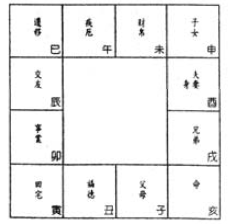 遷移 巳
疾厄 午
財帛 未
子女 申
交友 辰
夫妻 身 酉
事業 卯
兄弟 戌
田宅 寅
福德 丑
父母 子
命 亥